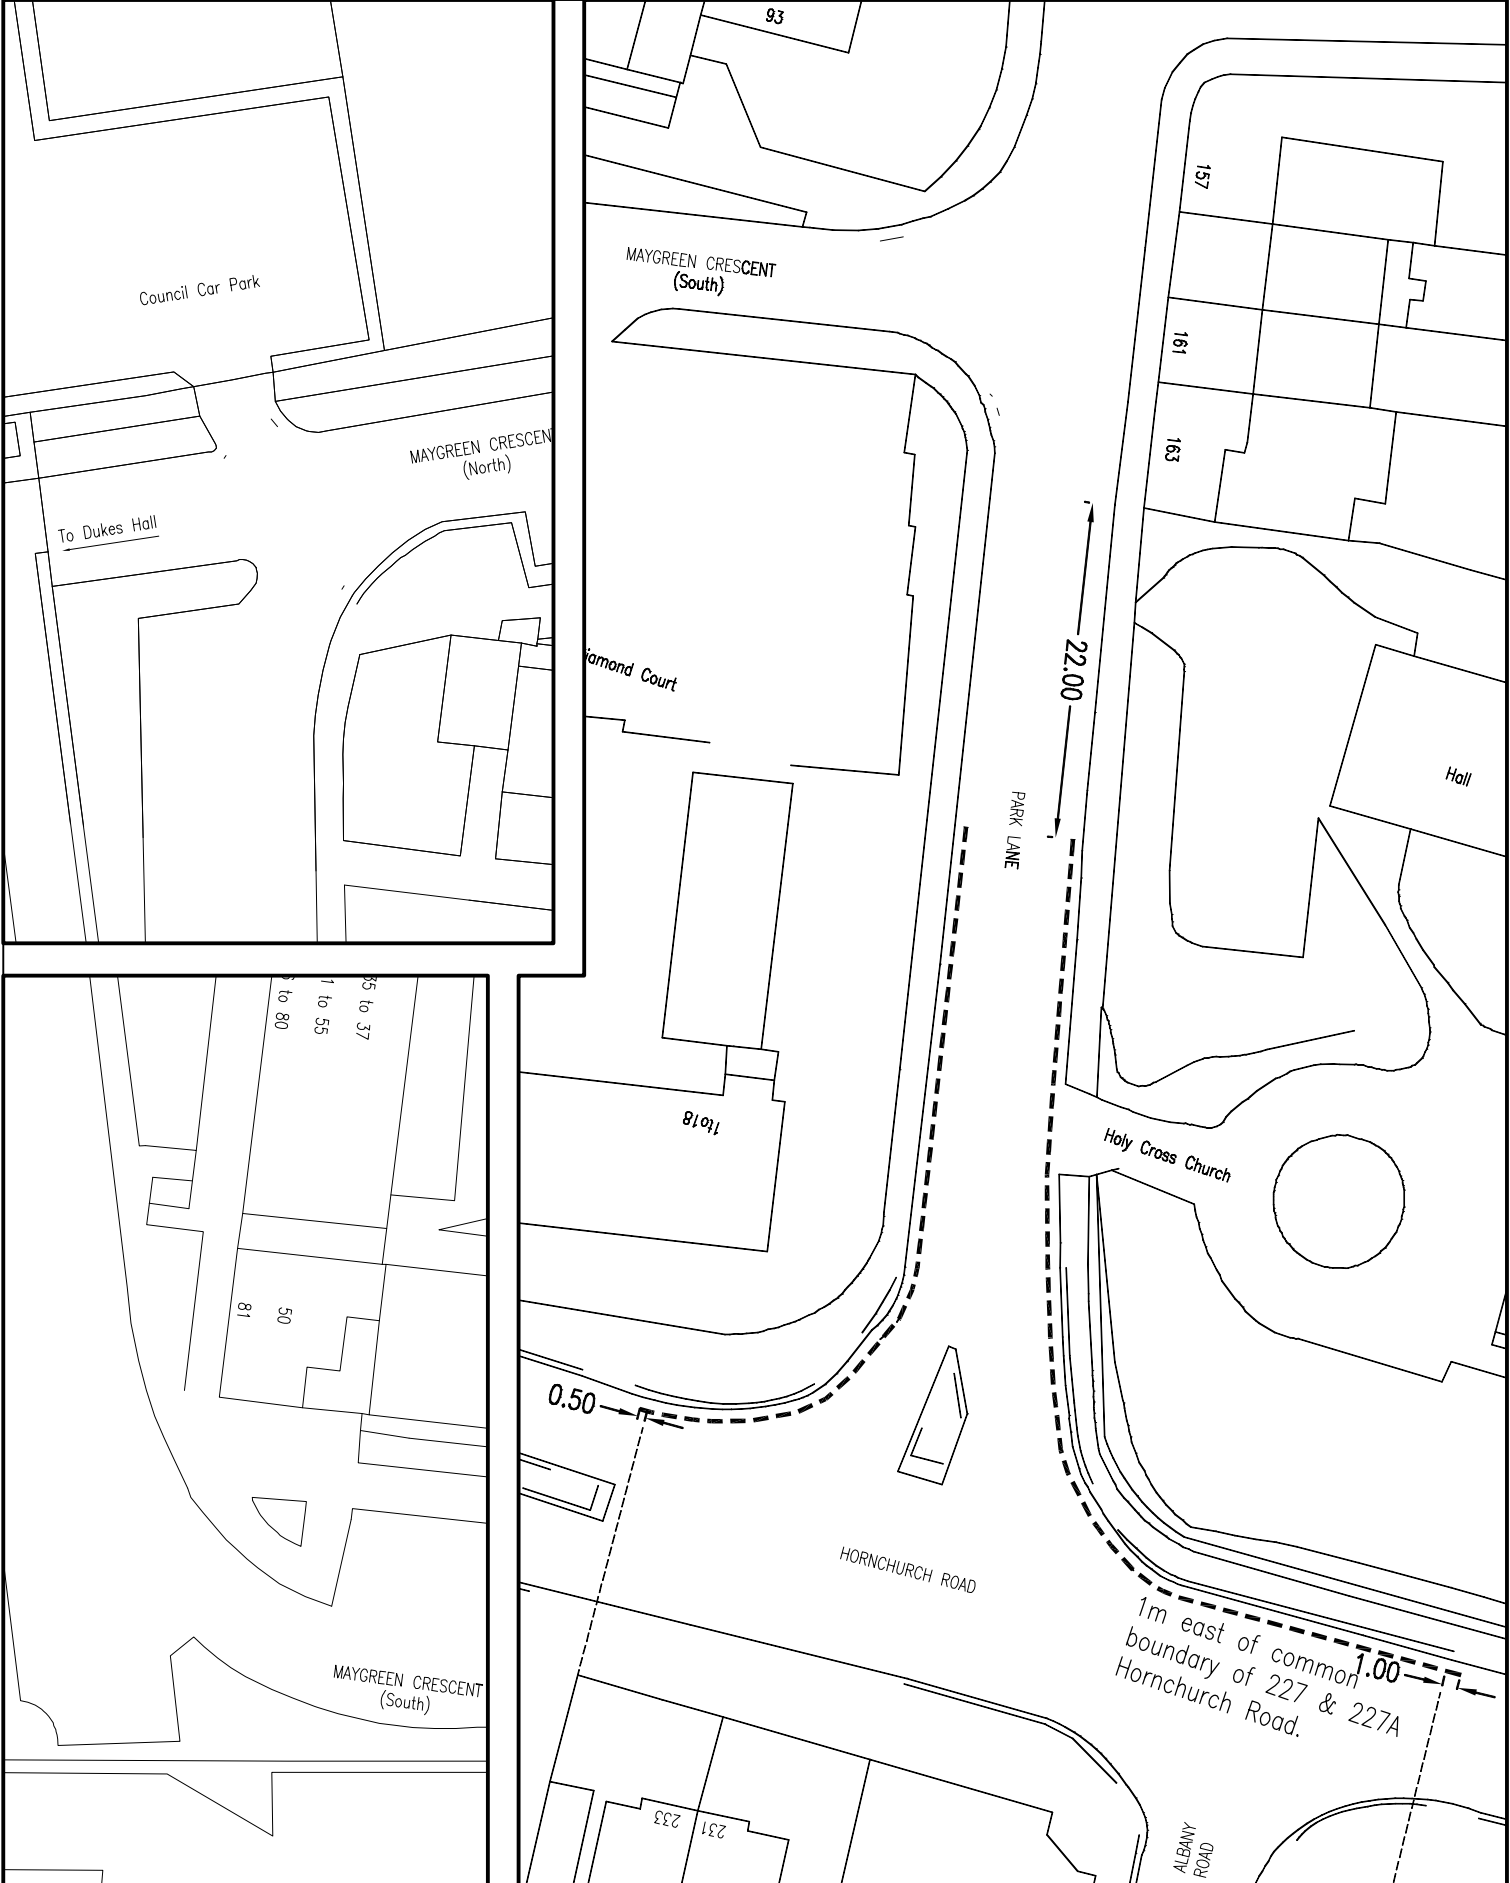 93
157
MAYGREEN CRESCENT
(South)
Council Car Park
161
MAYGREEN CRESCEN
(North)
163
To Dukes Hall
22.00
iamond Court
Hall
PARK LANE
35 to 37
1 to 55
to 80
1to18
Holy Cross Church
50
81
0.50
HORNCHURCH ROAD
1m east of common
boundary of 227 & 227A
Hornchurch Road.
1.00
MAYGREEN CRESCENT
(South)
233
231
ALBANY
ROAD